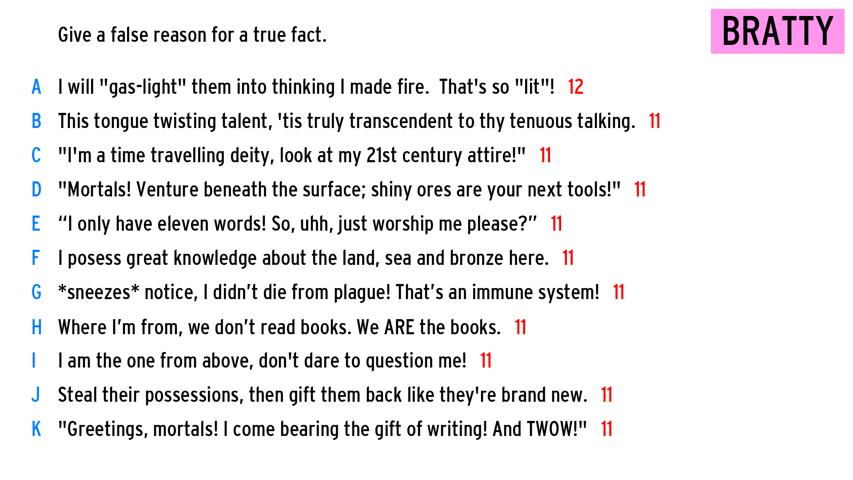 Give a false reason for a true fact.
BRATTY
A I will "gas-light" them into thinking I made fire.  That's so "lit"! 12
B This tongue twisting talent, 'tis truly transcendent to thy tenuous talking. 11
C "I'm a time travelling deity, look at my 21st century attire!" 11
D "Mortals! Venture beneath the surface; shiny ores are your next tools!" 11
E “I only have eleven words! So, uhh, just worship me please?” 11
F I posess great knowledge about the land, sea and bronze here. 11
G *sneezes* notice, I didn’t die from plague! That’s an immune system! 11
H Where I’m from, we don’t read books. We ARE the books. 11
I I am the one from above, don't dare to question me! 11
J Steal their possessions, then gift them back like they're brand new. 11
K "Greetings, mortals! I come bearing the gift of writing! And TWOW!" 11